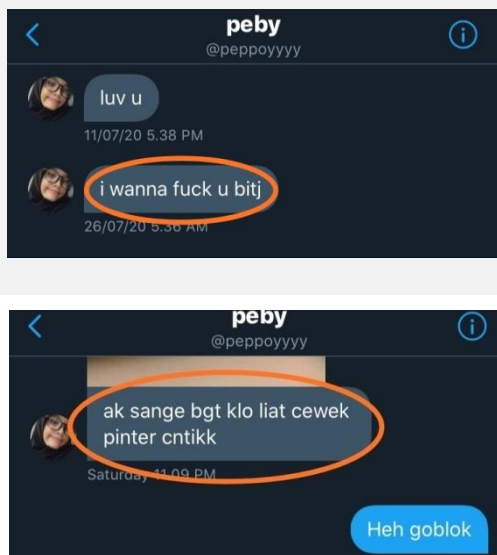 peby
@peppoyyyy
luv u
11/07/20 5.38 PM
i wanna fuck u bitj
26/07/20 5.36 AM
peby
@peppoyyyy
ak sange bgt klo liat cewek
pinter cntikk
Saturday 11.09 PM
Heh goblok